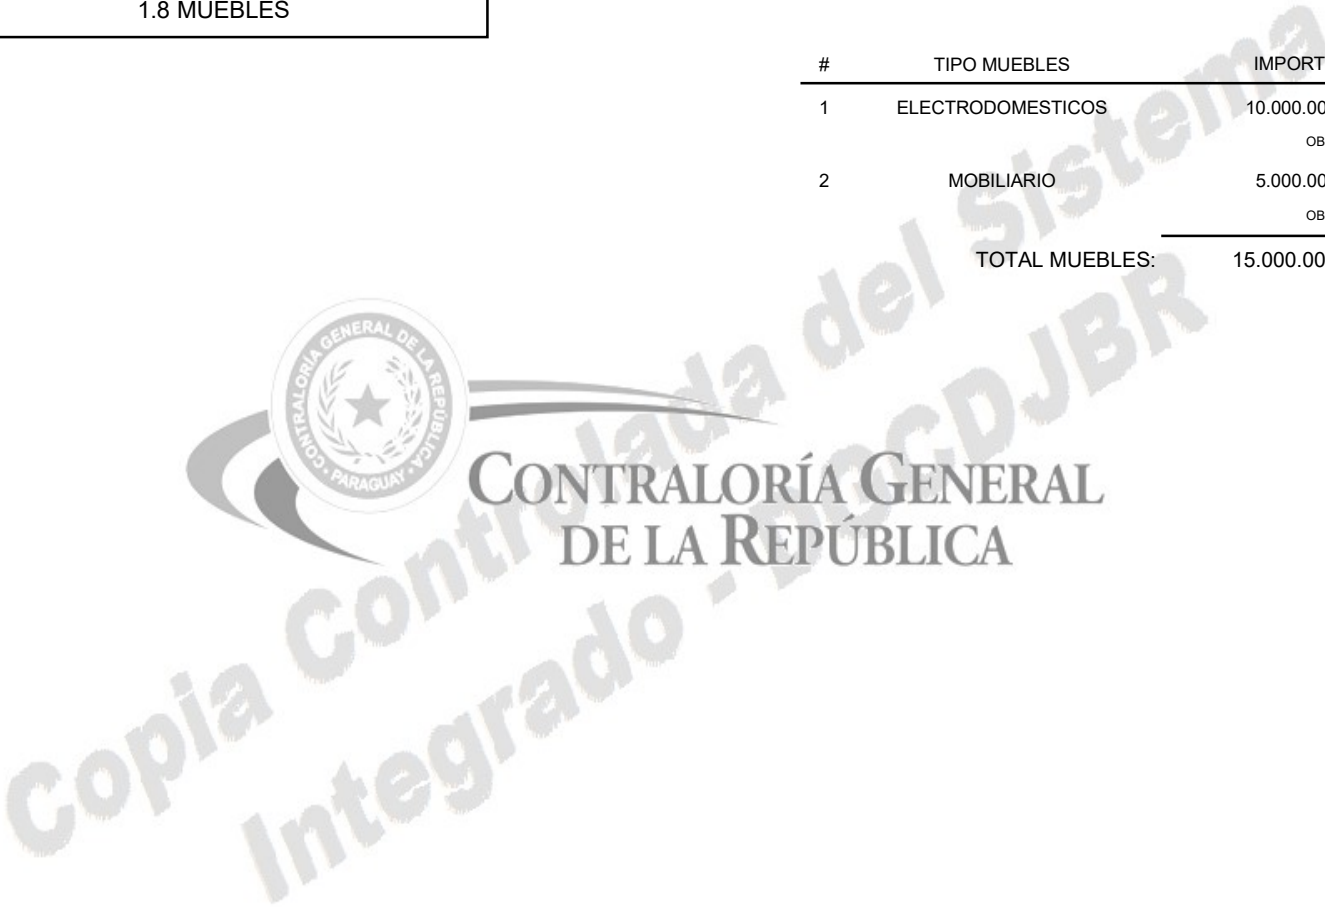 1.8 MUEBLES
# TIPO MUEBLES IMPORT
1 ELECTRODOMESTICOS 10.000.00
OB
2 MOBILIARIO 5.000.00
OB
TOTAL MUEBLES: 15.000.00
CONTRALORÍA GENERAL DE LA REPÚBLICA
PARAGUAY
CONTRALORÍA GENERAL
DE LA REPÚBLICA
Copia Controlada del Sistema
Integrado - DGCDJBR